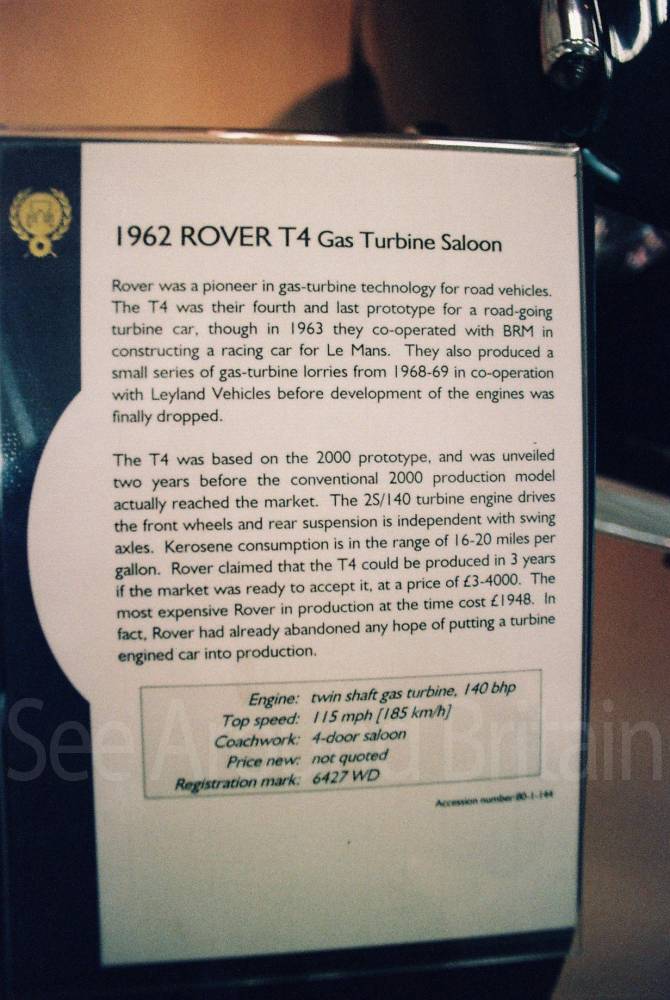 1962 ROVER T4 Gas Turbine Saloon
Rover was a pioneer in gas-turbine technology for road vehicles.
The T4 was their fourth and last prototype for a road-going
turbine car, though in 1963 they co-operated with BRM in
constructing a racing car for Le Mans. They also produced a
small series of gas-turbine lorries from 1968-69 in co-operation
with Leyland Vehicles before development of the engines was
finally dropped.
The T4 was based on the 2000 prototype, and was unveiled
two years before the conventional 2000 production model
actually reached the market. The 2S/140 turbine engine drives
the front wheels and rear suspension is independent with swing
axles. Kerosene consumption is in the range of 16-20 miles per
gallon. Rover claimed that the T4 could be produced in 3 years
if the market was ready to accept it, at a price of £3-4000. The
most expensive Rover in production at the time cost £1948. In
fact, Rover had already abandoned any hope of putting a turbine
engined car into production.
Engine: twin shaft gas turbine, 140 bhp
Top speed: 115 mph [185 km/h]
Coachwork: 4-door saloon
Price new: not quoted
Registration mark: 6427 WD
Accession number 80-1-144
See Around Britain